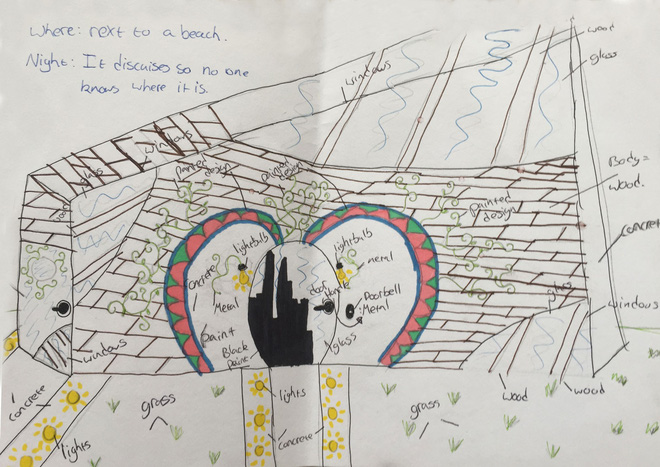 Where: next to a beach.
Night: It discuises so no one
knows where it is.
windows
wood
glass
windows
glass
painted
design
painted
design
painted
design
Body=
wood.
concrete
windows
wood
lightbulb
lightbulb
concrete
metal
Metal
door
Doorbell
Metal
paint
Black
paint
glass
glass
windows
wood
wood
concrete
lights
grass
lights
concrete
grass